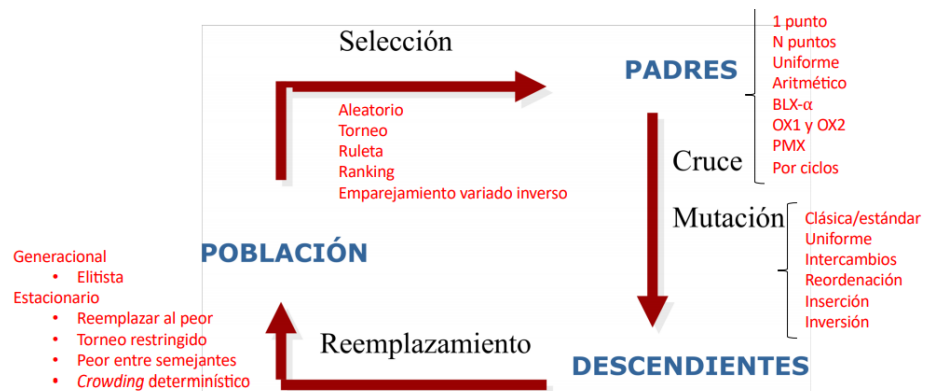 Selección
Aleatorio
Torneo
Ruleta
Ranking
Emparejamiento variado inverso
PADRES
1 punto
N puntos
Uniforme
Aritmético
BLX-α
OX1 y OX2
PMX
Por ciclos
Cruce
Mutación
Clásica/estándar
Uniforme
Intercambios
Reordenación
Inserción
Inversión
DESCENDIENTES
Reemplazamiento
POBLACIÓN
Generacional
• Elitista
Estacionario
• Reemplazar al peor
• Torneo restringido
• Peor entre semejantes
• Crowding determinístico